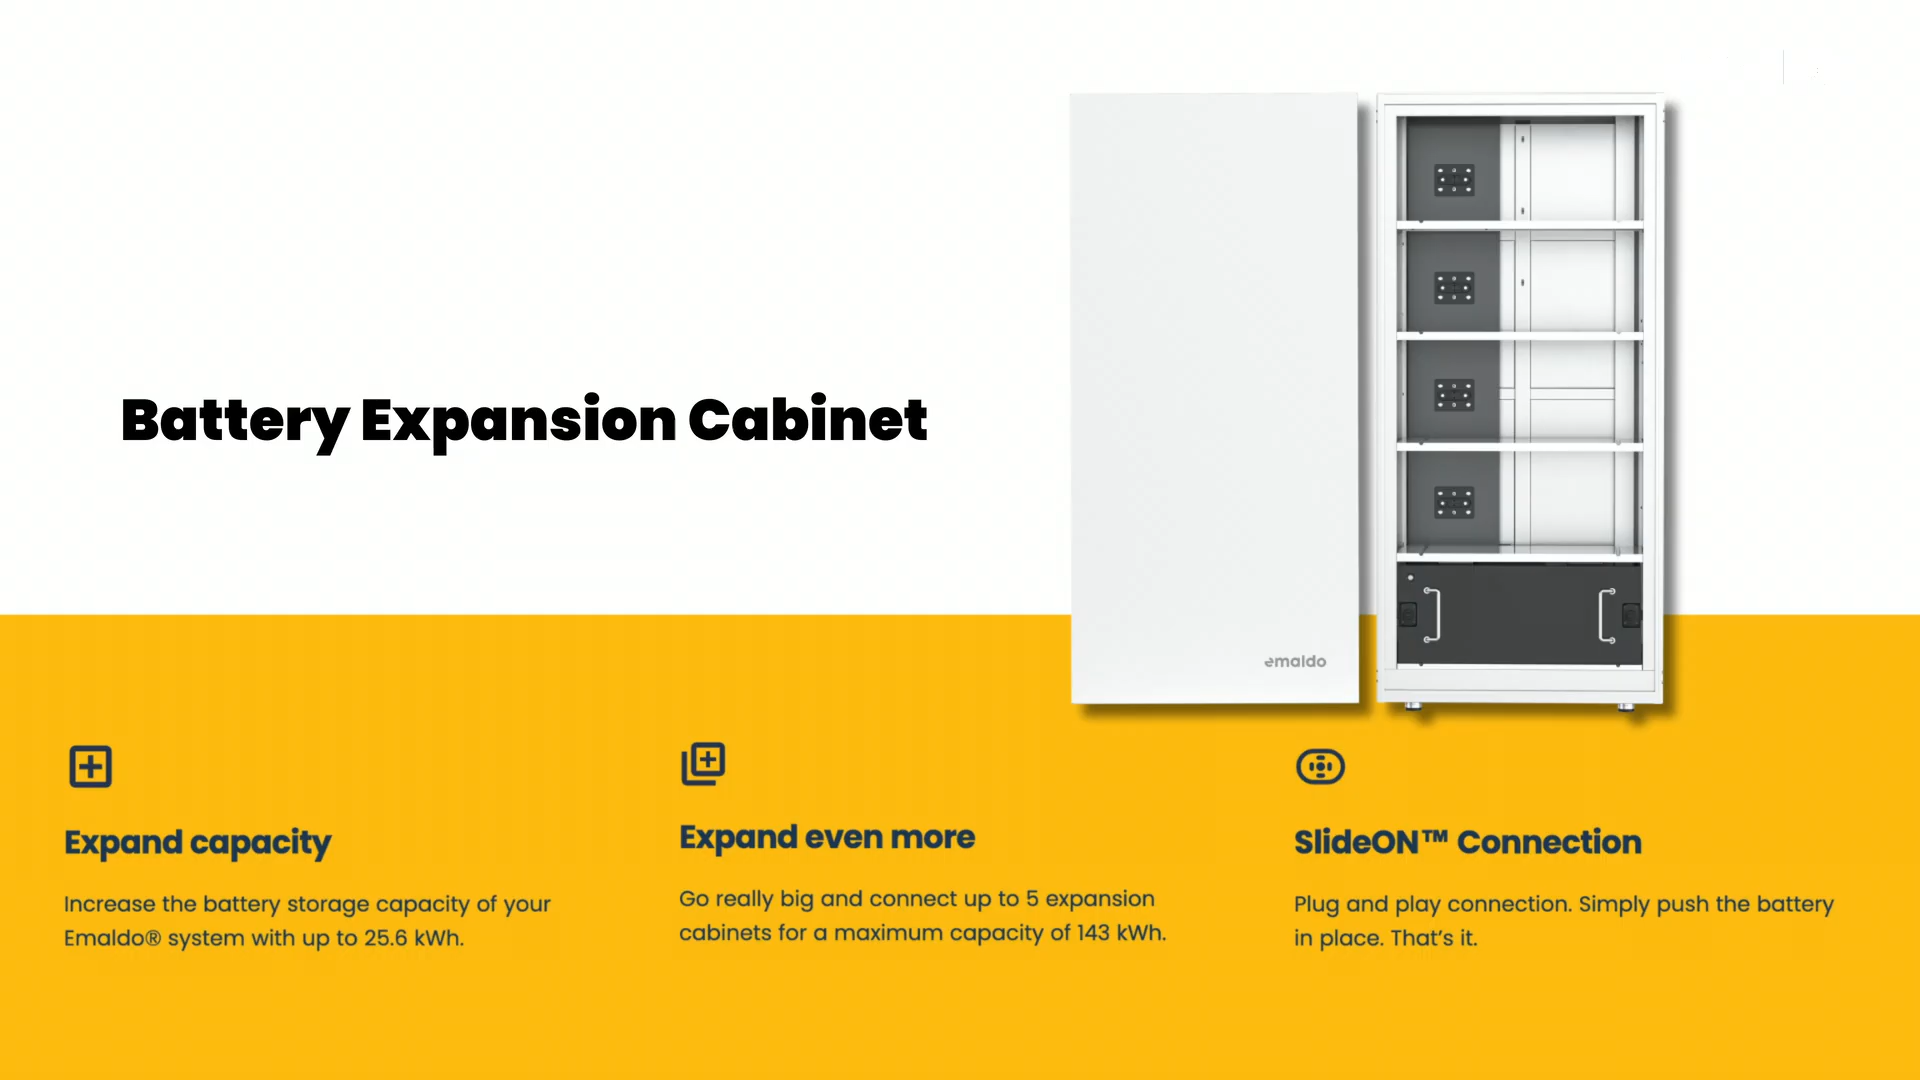 Battery Expansion Cabinet
emaldo
Expand capacity
Increase the battery storage capacity of your
Emaldo® system with up to 25.6 kWh.
Expand even more
Go really big and connect up to 5 expansion
cabinets for a maximum capacity of 143 kWh.
SlideON™ Connection
Plug and play connection. Simply push the battery
in place. That's it.